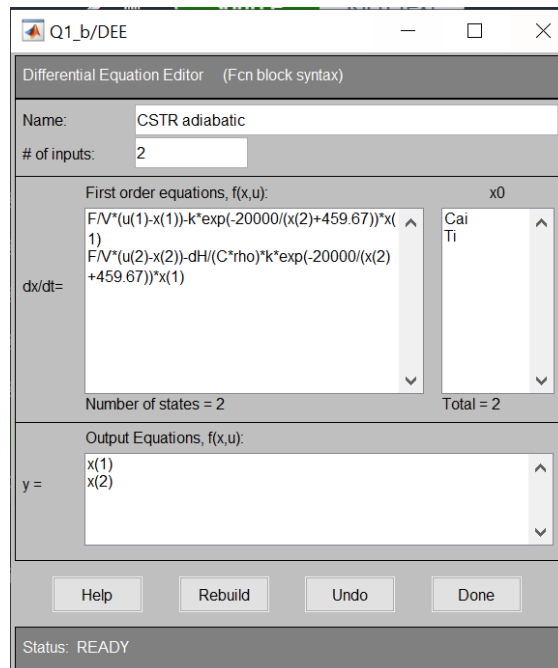 Q1_b/DEE
Differential Equation Editor (Fcn block syntax)
Name: CSTR adiabatic
# of inputs: 2
First order equations, f(x,u): x0
F/V*(u(1)-x(1))-k*exp(-20000/(x(2)+459.67))*x(
1)
F/V*(u(2)-x(2))-dH/(C*rho)*k*exp(-20000/(x(2)
+459.67))*x(1)
Cai
Ti
dx/dt=
Number of states = 2 Total = 2
Output Equations, f(x,u):
x(1)
x(2)
y =
Help Rebuild Undo Done
Status: READY